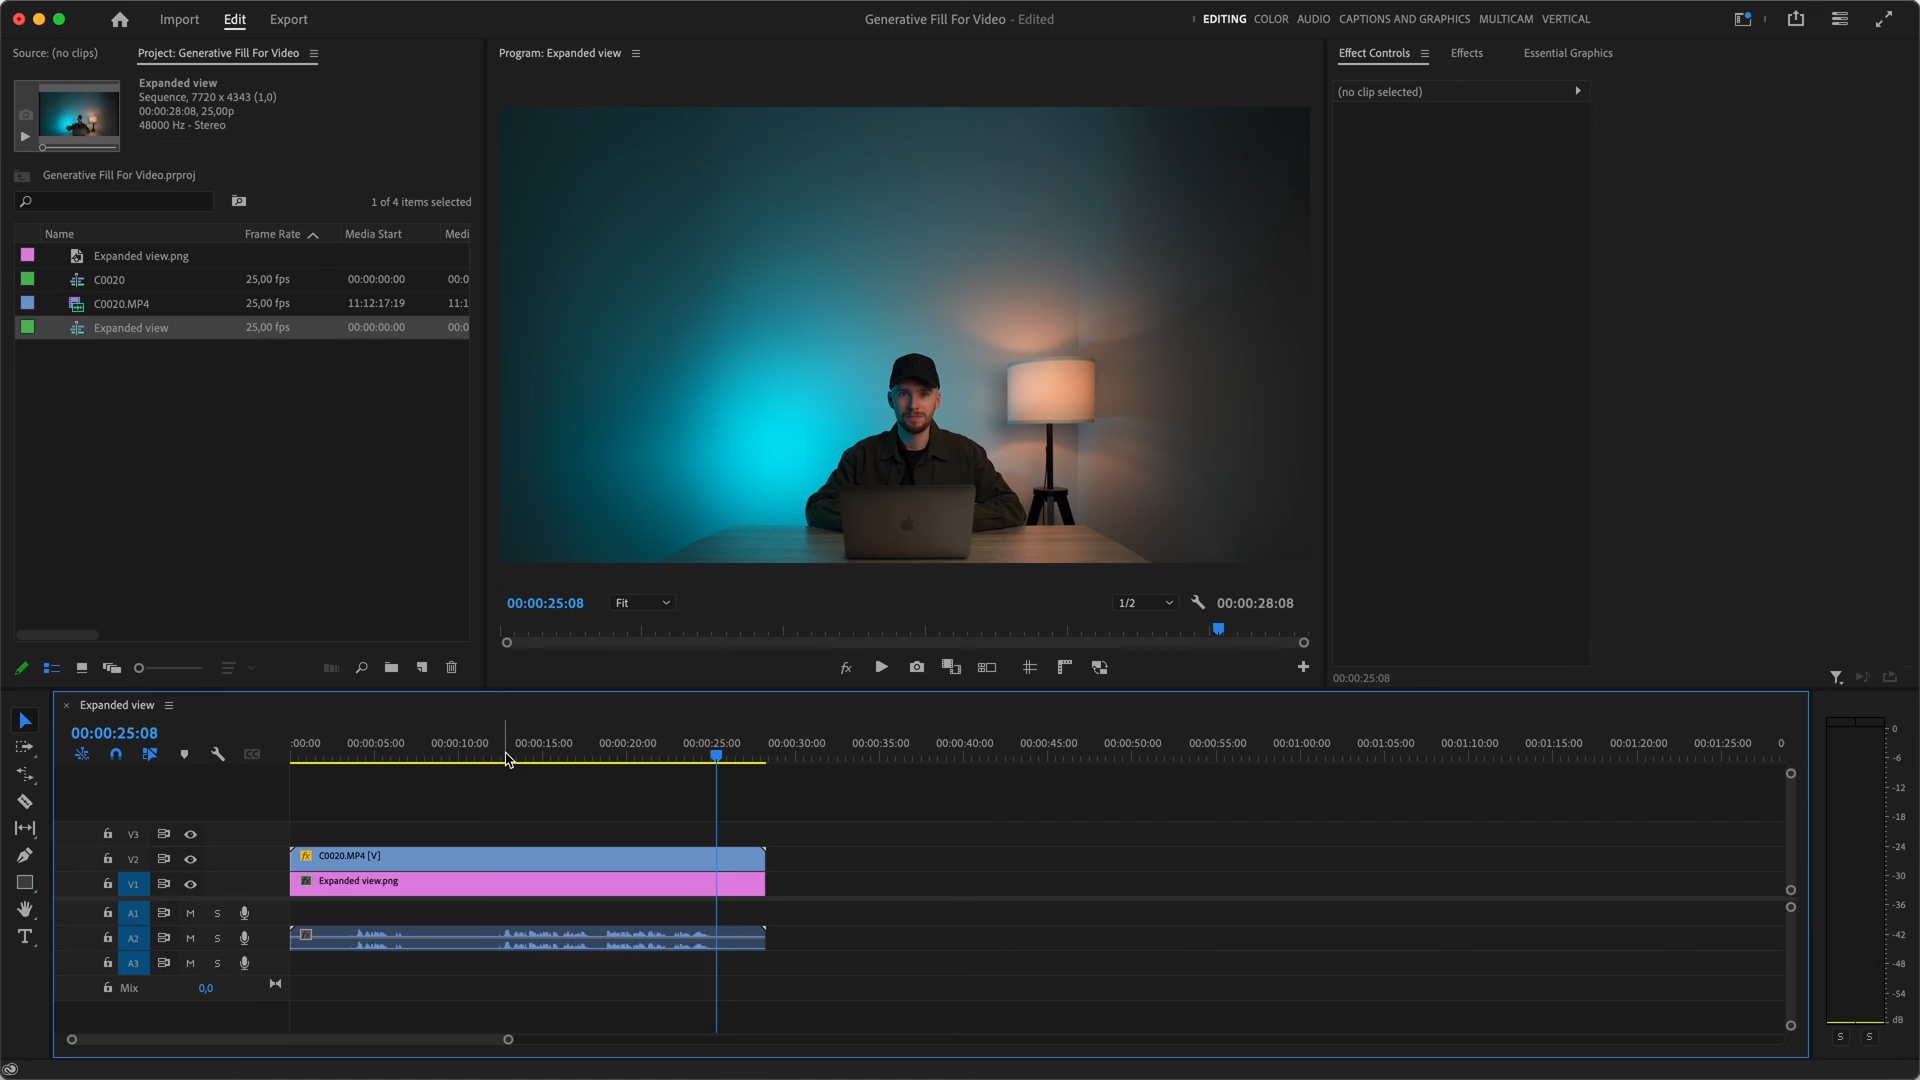 Import Edit Export
Generative Fill For Video - Edited
EDITING COLOR AUDIO CAPTIONS AND GRAPHICS MULTICAM VERTICAL
Source: (no clips) Project: Generative Fill For Video
Program: Expanded view
Effect Controls Effects Essential Graphics
Expanded view
Sequence, 7720 x 4343 (1,0)
00:00:28:08, 25,00p
48000 Hz - Stereo
(no clip selected)
Generative Fill For Video.prproj
1 of 4 items selected
Name Frame Rate Media Start Medi
Expanded view.png
C0020 25,00 fps 00:00:00:00 00:0
C0020.MP4 25,00 fps 11:12:17:19 11:1
Expanded view 25,00 fps 00:00:00:00 00:0
00:00:25:08 Fit 1/2 00:00:28:08
fx
00:00:25:08
Expanded view
00:00:25:08
:00:00 00:00:05:00 00:00:10:00 00:00:15:00 00:00:20:00 00:00:25:00 00:00:30:00 00:00:35:00 00:00:40:00 00:00:45:00 00:00:50:00 00:00:55:00 00:01:00:00 00:01:05:00 00:01:10:00 00:01:15:00 00:01:20:00 00:01:25:00 0
CC
V3
V2 fx C0020.MP4 [V]
V1 fx Expanded view.png
A1 M S
A2 M S
A3 M S
Mix 0,0
T
0
-6
-12
-18
-24
-30
-36
-42
-48
-54
dB
S S